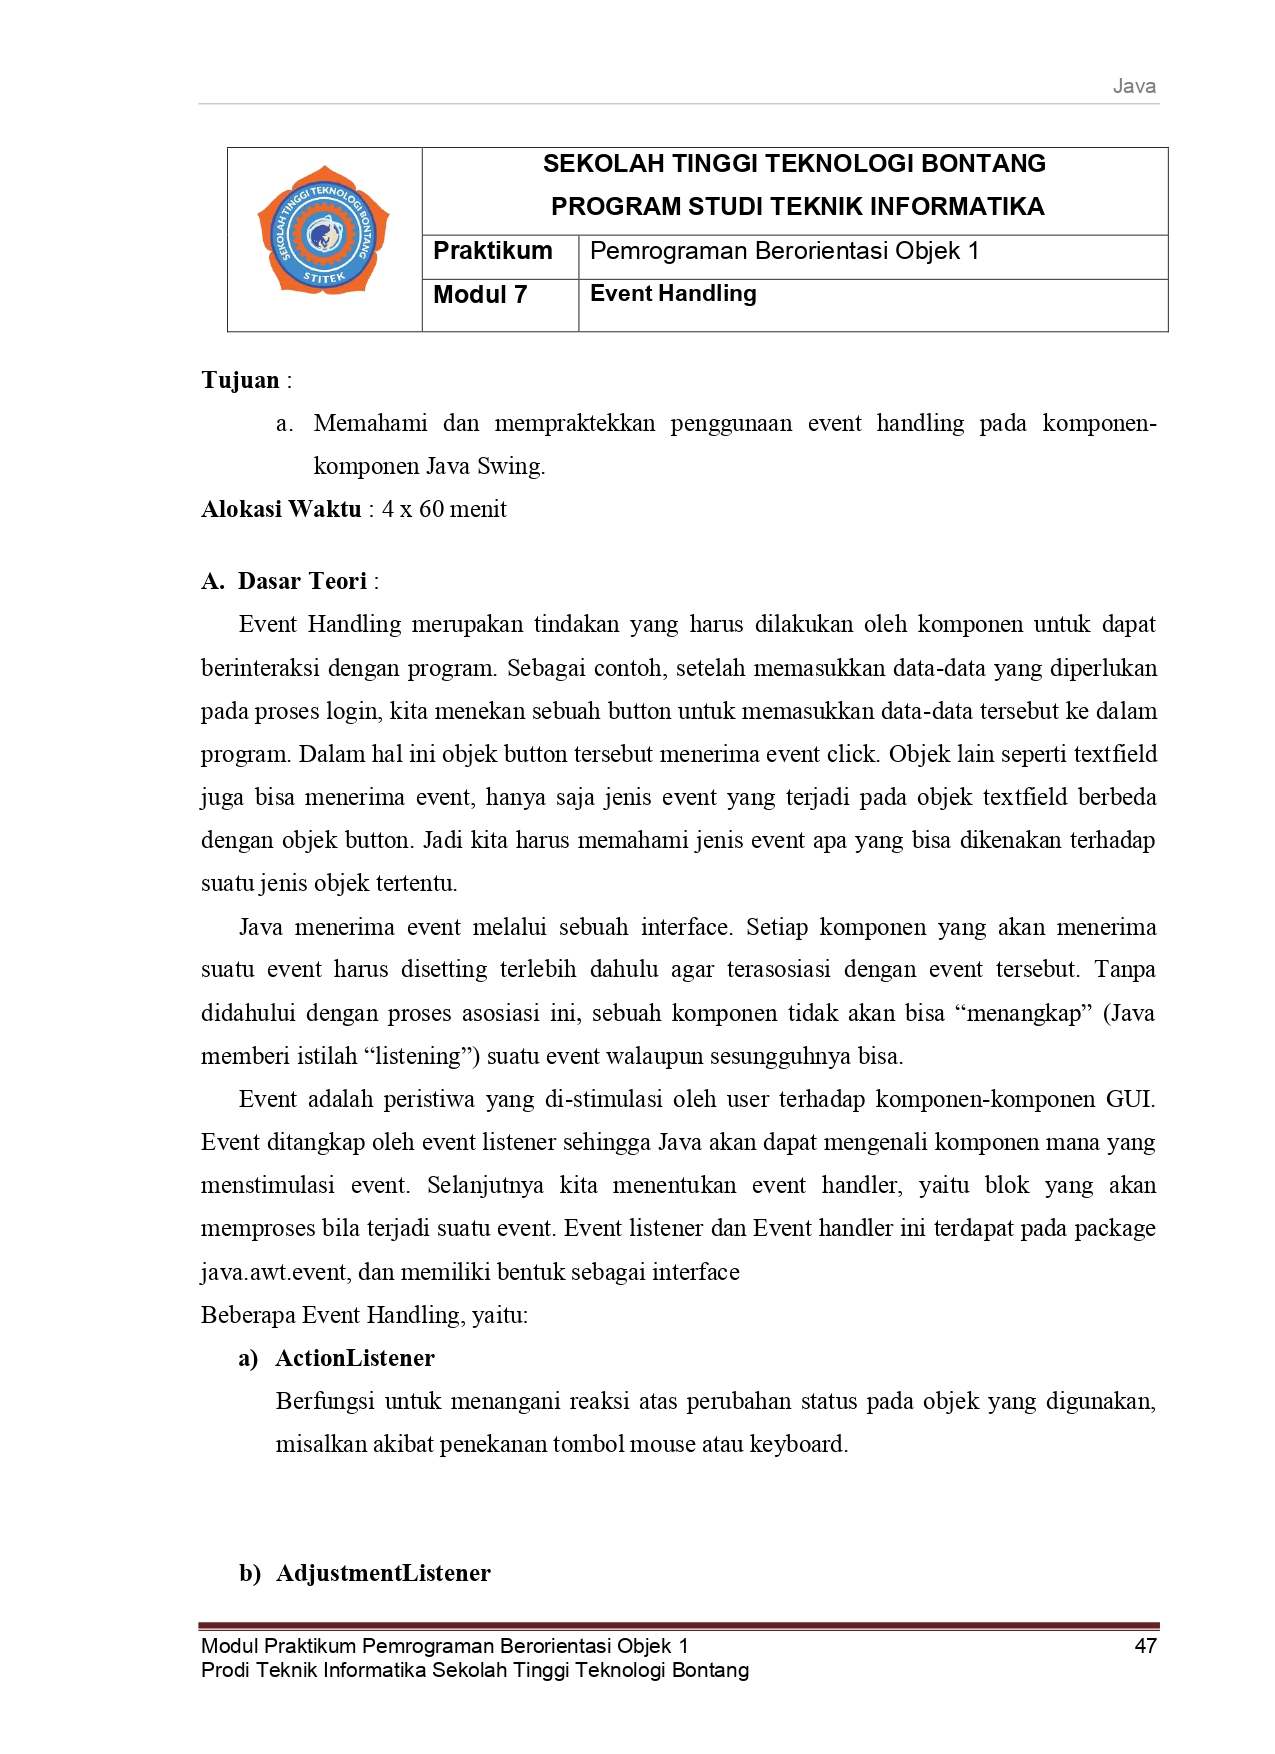 Java
SEKOLAH TINGGI TEKNOLOGI BONTANG
STITEK
SEKOLAH TINGGI TEKNOLOGI BONTANG
PROGRAM STUDI TEKNIK INFORMATIKA
Praktikum Pemrograman Berorientasi Objek 1
Modul 7 Event Handling
Tujuan :
a. Memahami dan mempraktekkan penggunaan event handling pada komponen-
komponen Java Swing.
Alokasi Waktu : 4 x 60 menit
A. Dasar Teori :
Event Handling merupakan tindakan yang harus dilakukan oleh komponen untuk dapat
berinteraksi dengan program. Sebagai contoh, setelah memasukkan data-data yang diperlukan
pada proses login, kita menekan sebuah button untuk memasukkan data-data tersebut ke dalam
program. Dalam hal ini objek button tersebut menerima event click. Objek lain seperti textfield
juga bisa menerima event, hanya saja jenis event yang terjadi pada objek textfield berbeda
dengan objek button. Jadi kita harus memahami jenis event apa yang bisa dikenakan terhadap
suatu jenis objek tertentu.
Java menerima event melalui sebuah interface. Setiap komponen yang akan menerima
suatu event harus disetting terlebih dahulu agar terasosiasi dengan event tersebut. Tanpa
didahului dengan proses asosiasi ini, sebuah komponen tidak akan bisa “menangkap” (Java
memberi istilah “listening”) suatu event walaupun sesungguhnya bisa.
Event adalah peristiwa yang di-stimulasi oleh user terhadap komponen-komponen GUI.
Event ditangkap oleh event listener sehingga Java akan dapat mengenali komponen mana yang
menstimulasi event. Selanjutnya kita menentukan event handler, yaitu blok yang akan
memproses bila terjadi suatu event. Event listener dan Event handler ini terdapat pada package
java.awt.event, dan memiliki bentuk sebagai interface
Beberapa Event Handling, yaitu:
a) ActionListener
Berfungsi untuk menangani reaksi atas perubahan status pada objek yang digunakan,
misalkan akibat penekanan tombol mouse atau keyboard.
b) AdjustmentListener
Modul Praktikum Pemrograman Berorientasi Objek 1 47
Prodi Teknik Informatika Sekolah Tinggi Teknologi Bontang